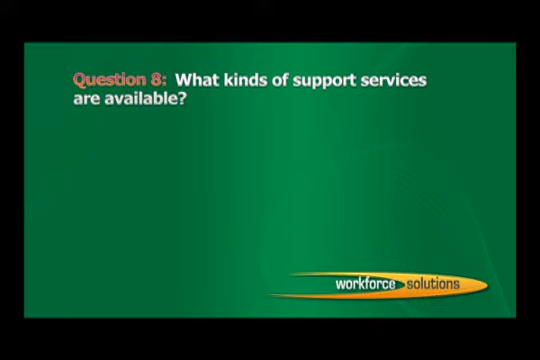 Question 8: What kinds of support services
are available?
workforce solutions